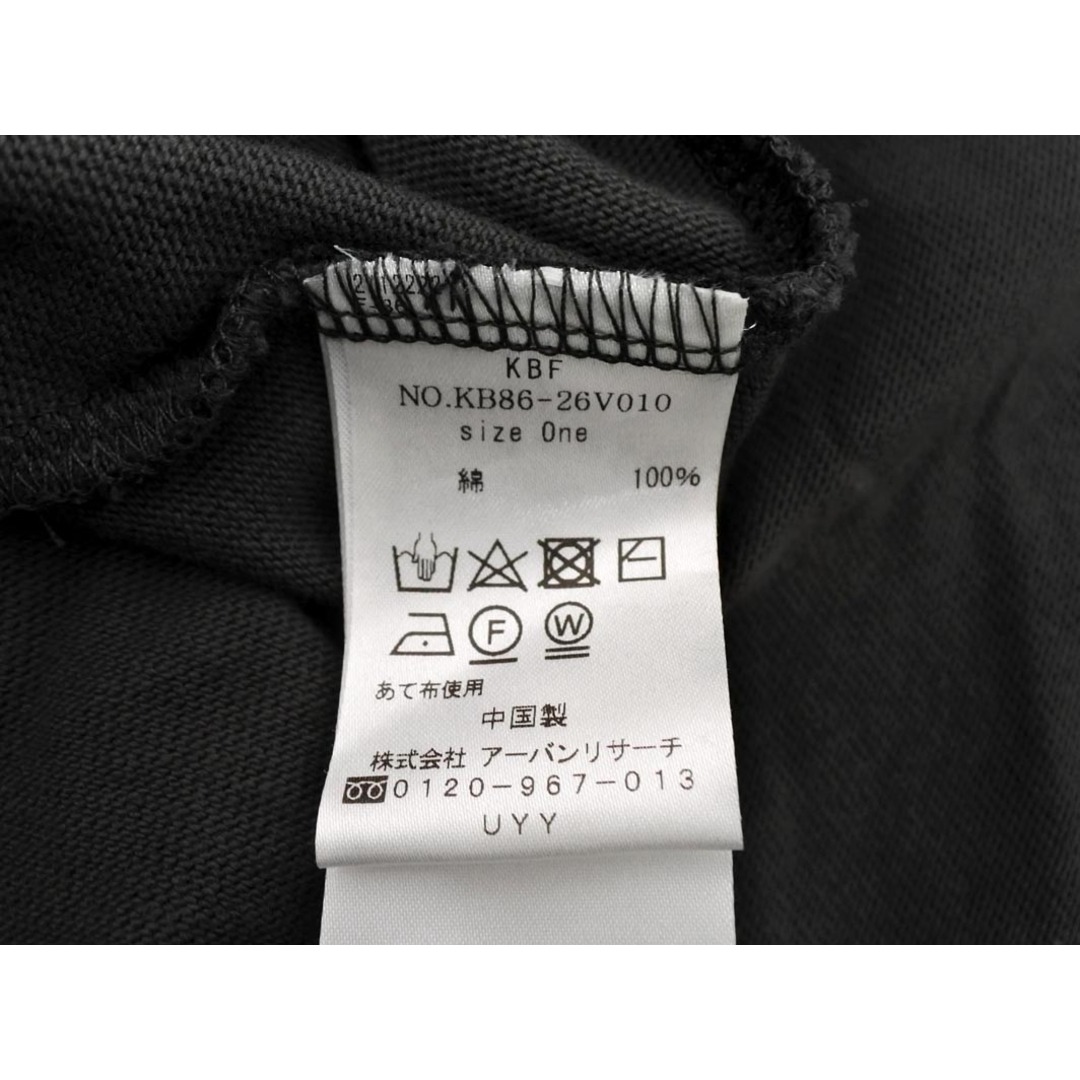 KBF
NO.KB86-26V010
size One
綿 100%
F
W
あて布使用
中国製
株式会社 アーバンリサーチ
0120-967-013
UYY